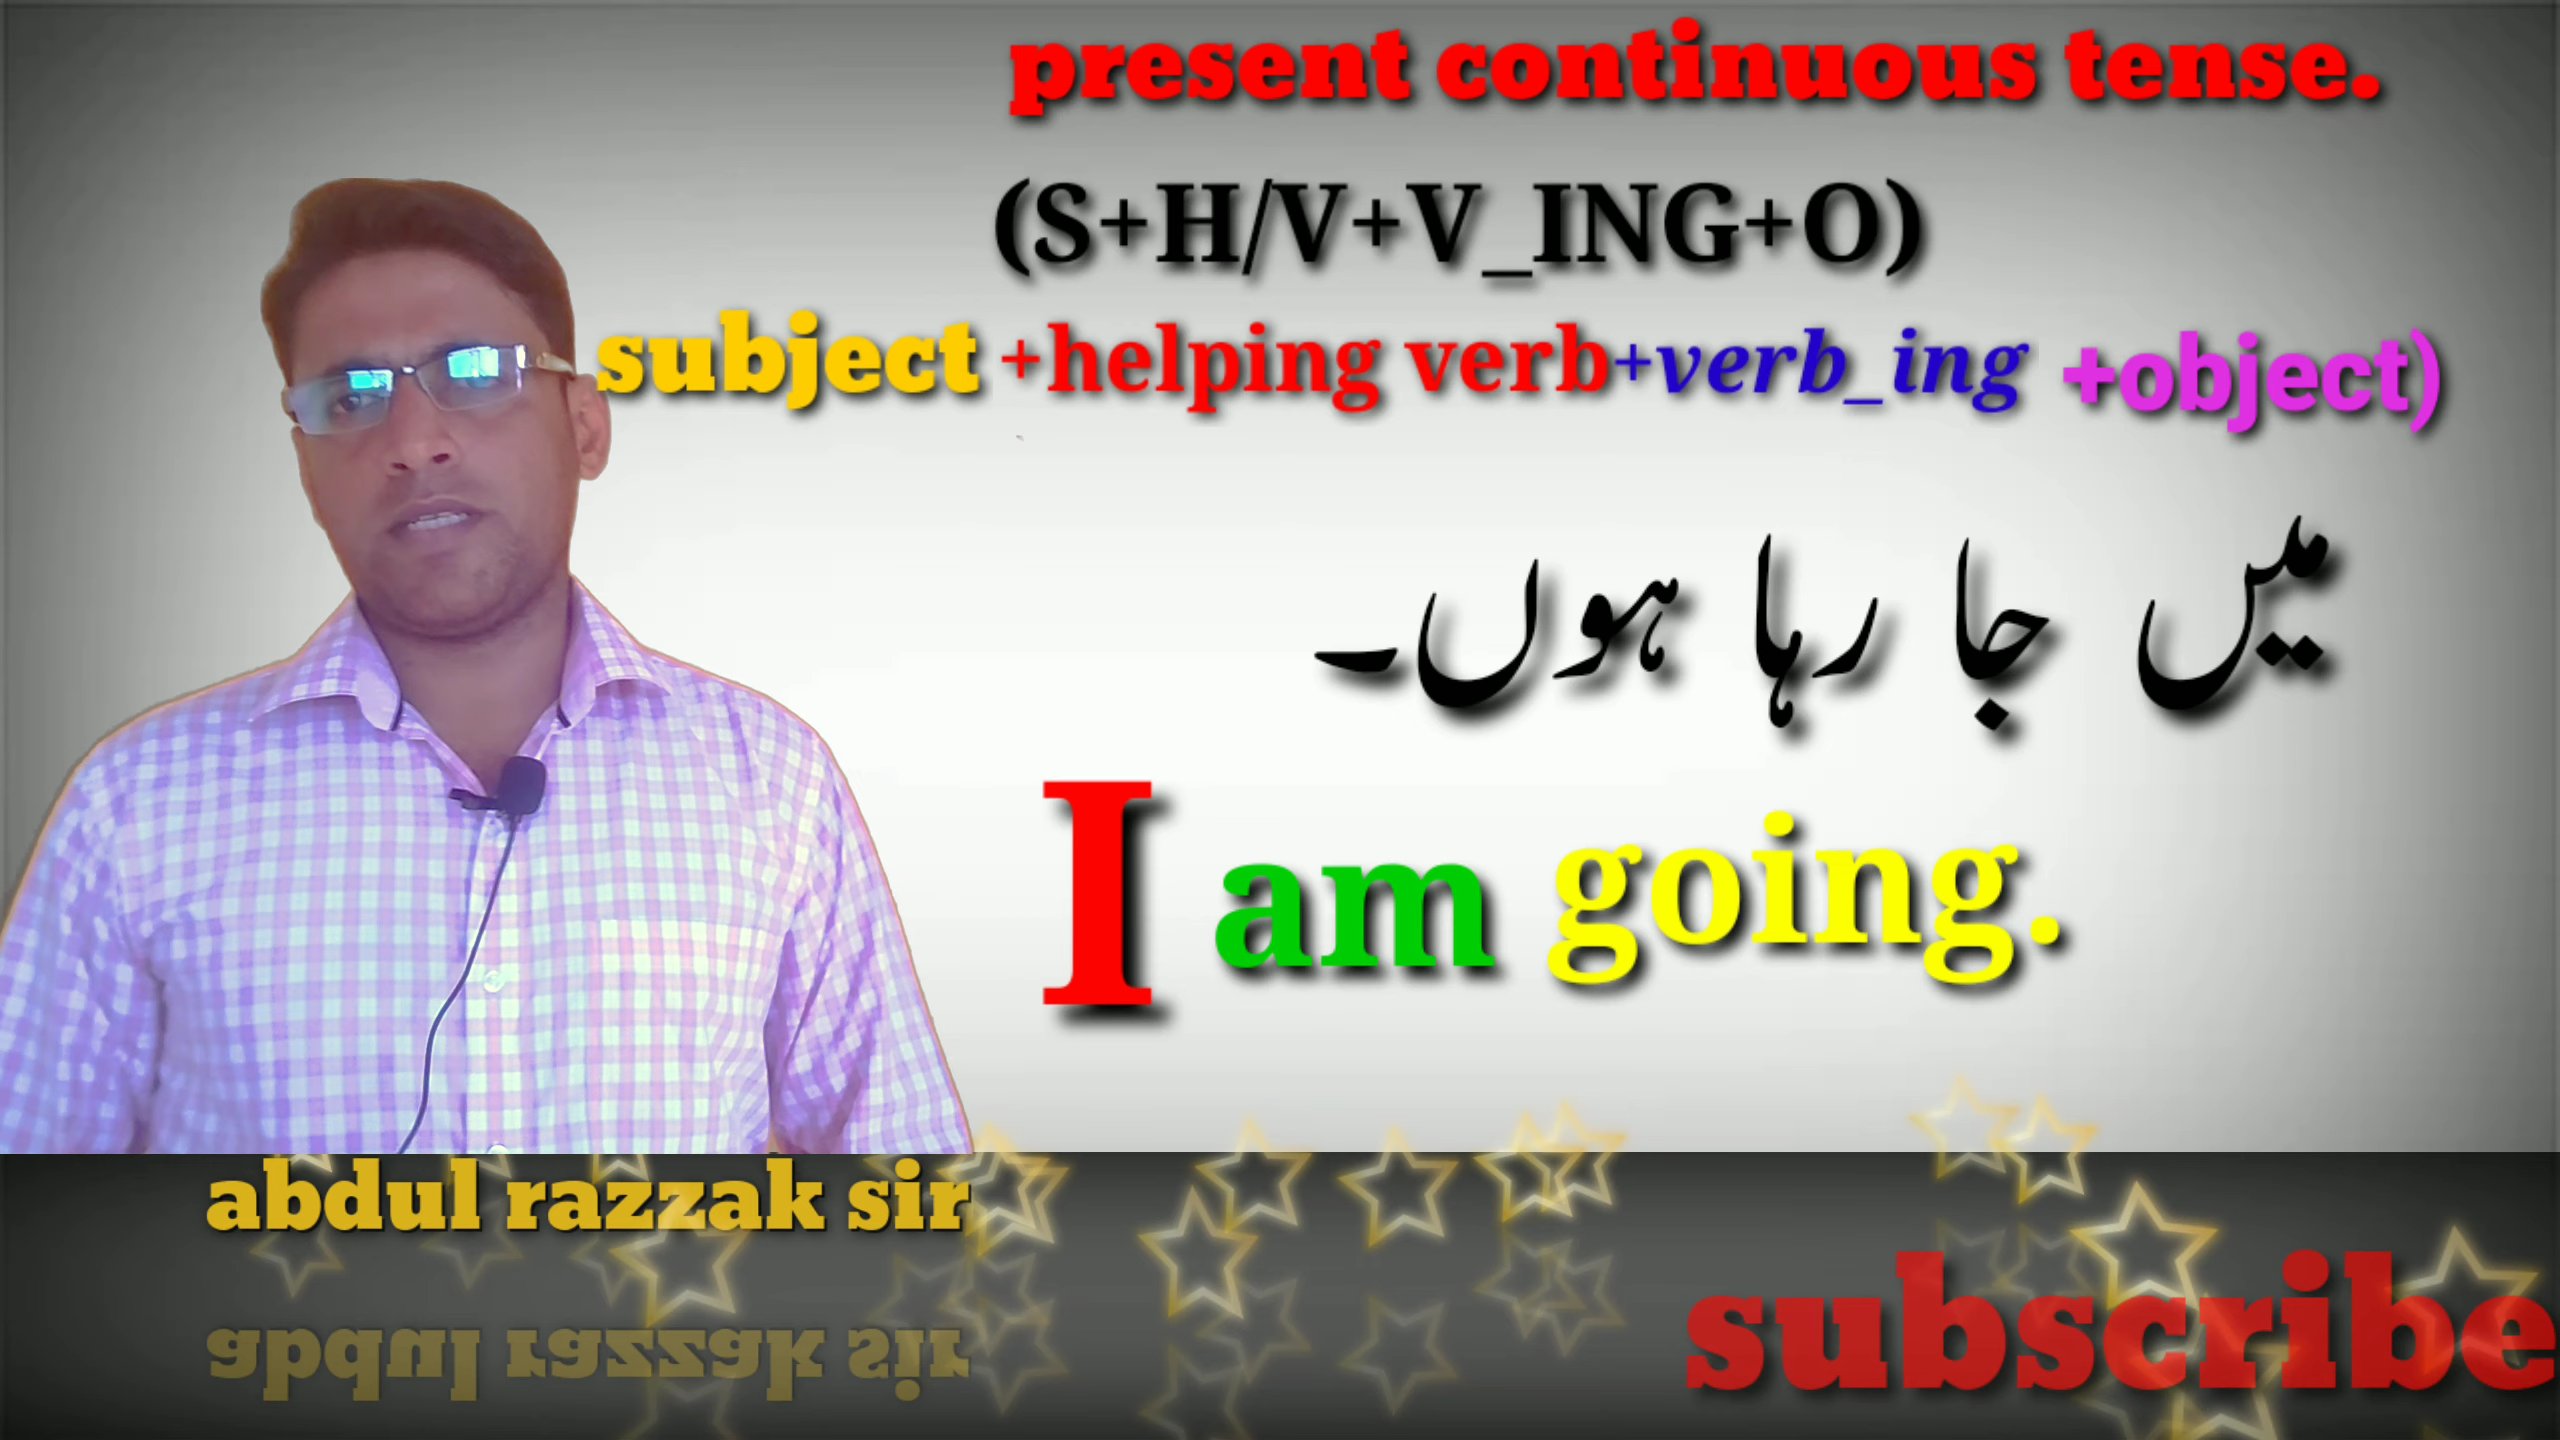 present continuous tense.
(S+H/V+V_ING+O)
subject +helping verb+verb_ing +object)
میں جا رہا ہوں۔
I am going.
abdul razzak sir
abdul razzak sir
subscribe